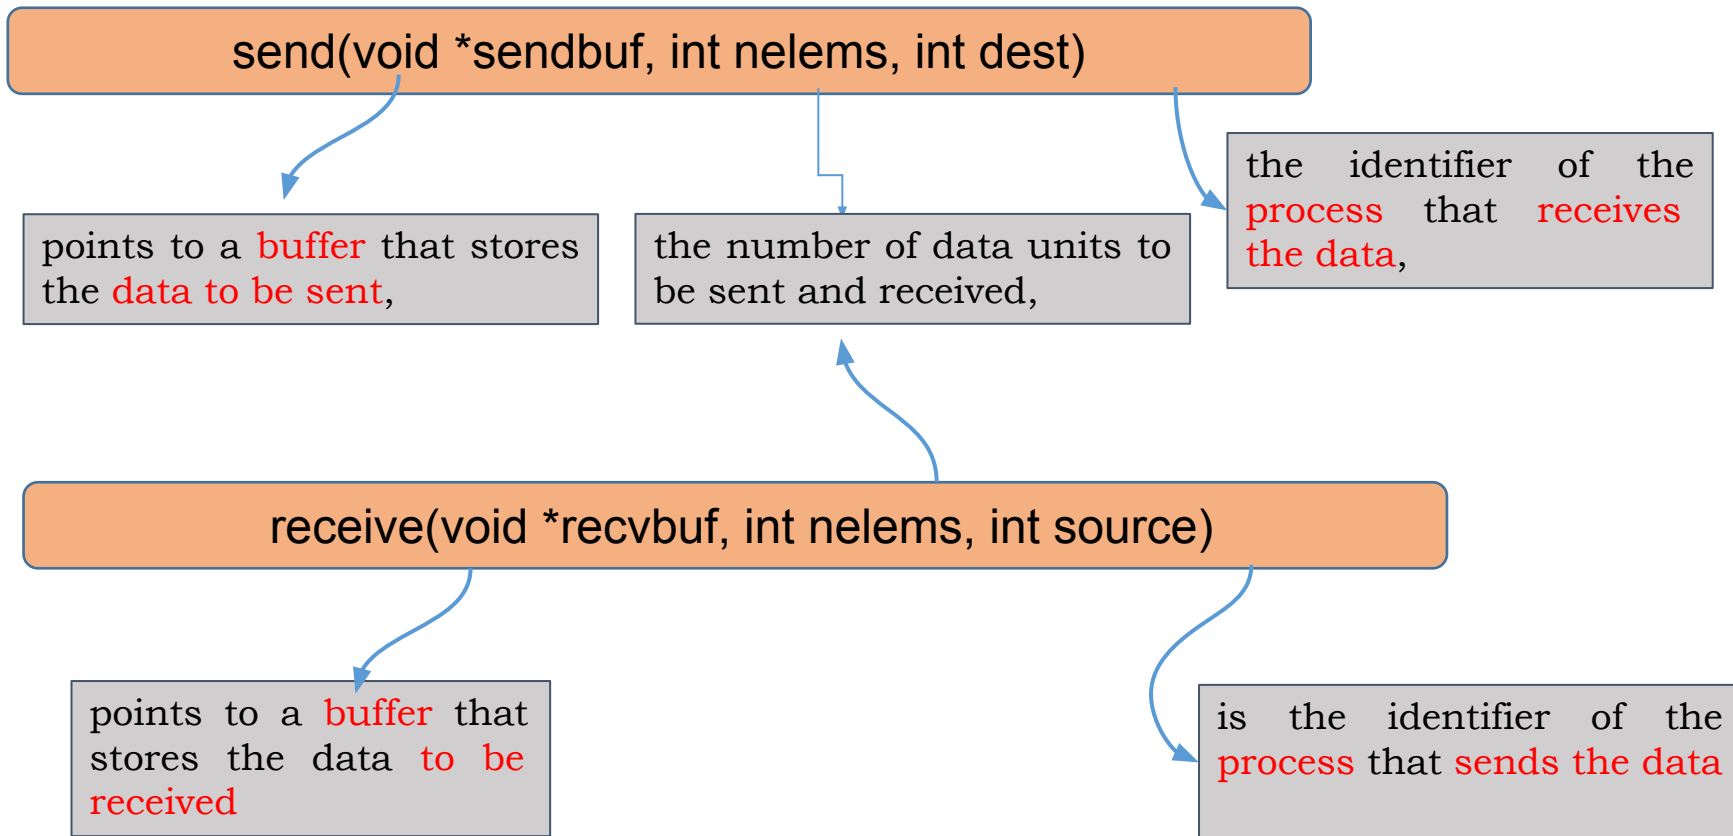 send(void *sendbuf, int nelems, int dest)
the identifier of the
process that receives
the data,
points to a buffer that stores
the data to be sent,
the number of data units to
be sent and received,
receive(void *recvbuf, int nelems, int source)
points to a buffer that
stores the data to be
received
is the identifier of the
process that sends the data